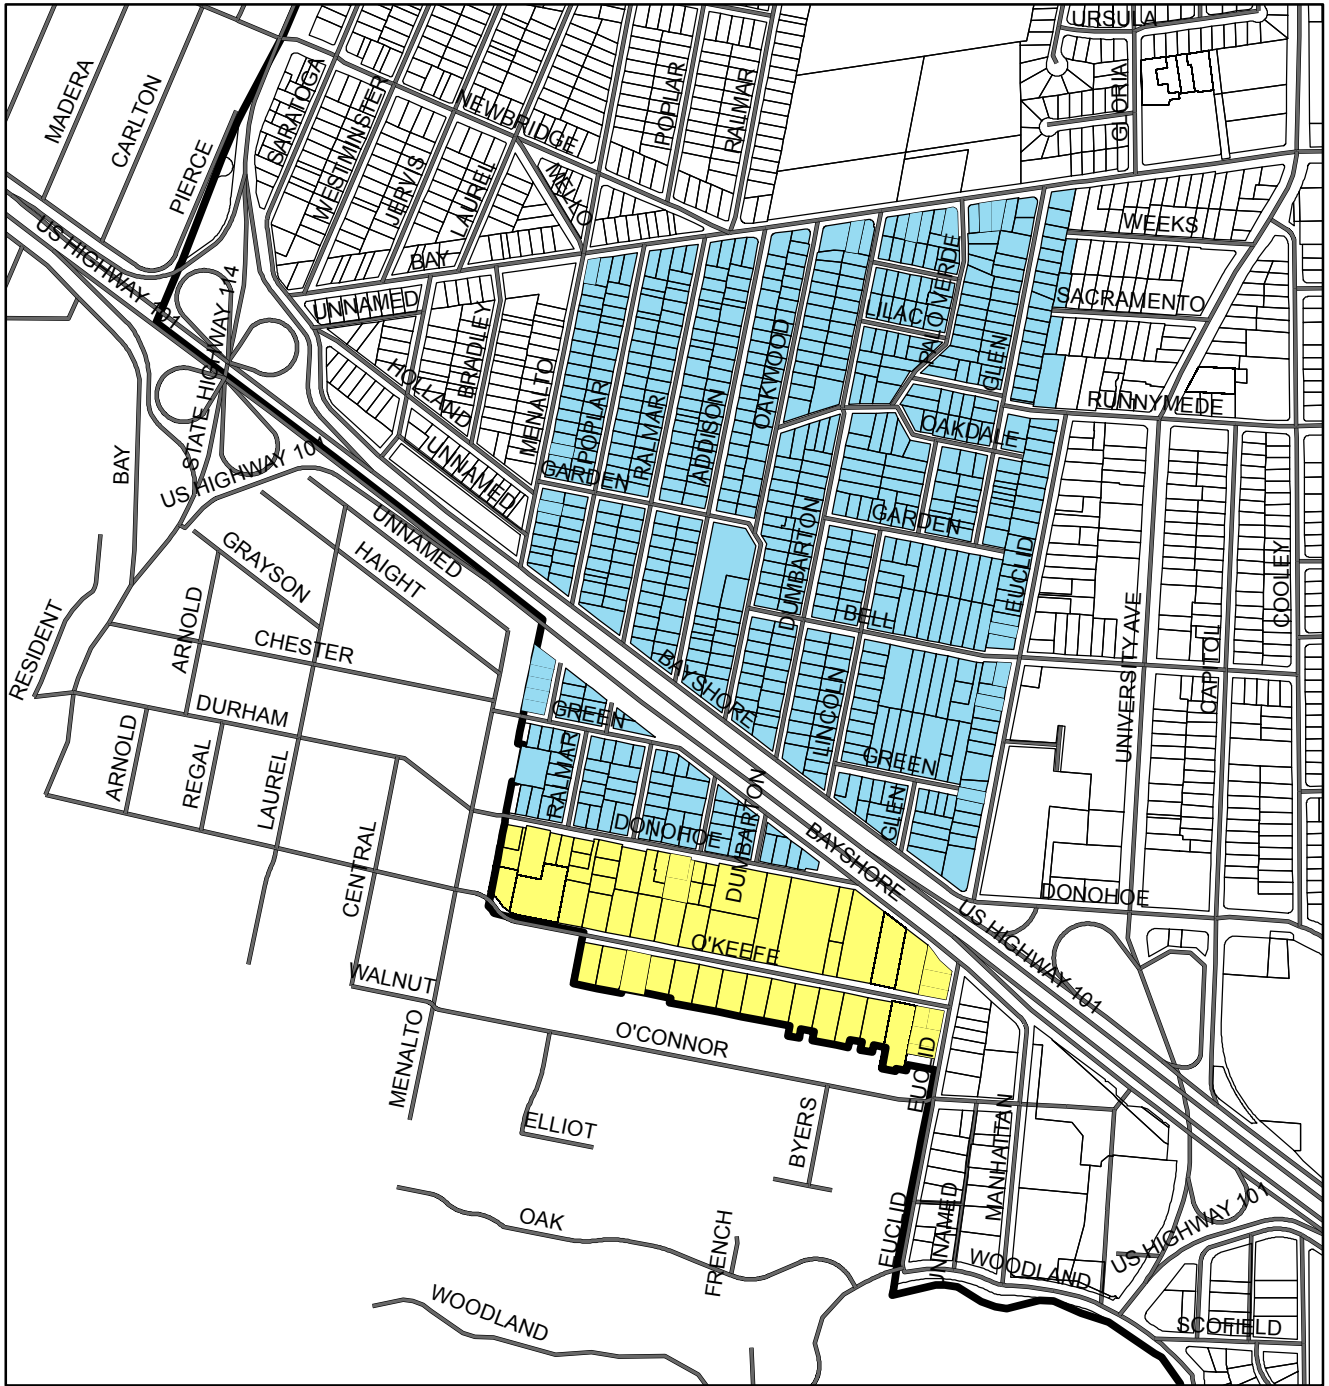 URSULA
MADERA
CARLTON
PIERCE
SARATOGA
WESTMINSTER
JERVIS
LAUREL
NEWBRIDGE
MELKO
POPLAR
RALMAR
GLORIA
WEEKS
BAY
UNNAMED
US HIGHWAY 101
STATE HIGHWAY 114
HOLLAND
BRADLEY
MENALTO
POPLAR
RALMAR
ADDISON
OAKWOOD
LILAC
PALO VERDE
GLEN
SACRAMENTO
RUNNYMEDE
OAKDALE
BAY
US HIGHWAY 101
UNNAMED
GARDEN
GARDEN
DUMBARTON
EUCLID
UNNAMED
HAIGHT
GRAYSON
ARNOLD
CHESTER
RESIDENT
BELL
COOLEY
UNIVERSITY AVE
CAPITOL
DURHAM
ARNOLD
REGAL
LAUREL
GREEN
BAYSHORE
LINCOLN
GREEN
RALMAR
DUMBARTON
GLEN
DONOHOE
BAYSHORE
CENTRAL
DONOHOE
US HIGHWAY 101
O'KEEFE
WALNUT
MENALTO
O'CONNOR
EUCLID
ELLIOT
BYERS
MANHATTAN
UNNAMED
EUCLID
OAK
FRENCH
WOODLAND
US HIGHWAY 101
WOODLAND
SCOFIELD